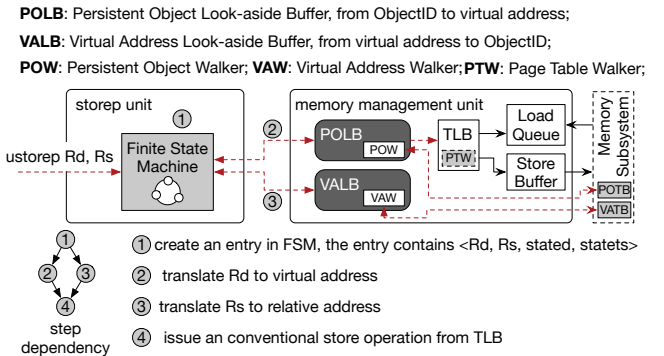 POLB: Persistent Object Look-aside Buffer, from ObjectID to virtual address;
VALB: Virtual Address Look-aside Buffer, from virtual address to ObjectID;
POW: Persistent Object Walker; VAW: Virtual Address Walker; PTW: Page Table Walker;
storep unit
1
ustorep Rd, Rs
Finite State
Machine
2
3
memory management unit
POLB
POW
VALB
VAW
TLB
PTW
Load
Queue
Store
Buffer
Memory
Subsystem
POTB
VATB
1
2 3
4
step
dependency
1 create an entry in FSM, the entry contains <Rd, Rs, stated, statets>
2 translate Rd to virtual address
3 translate Rs to relative address
4 issue an conventional store operation from TLB